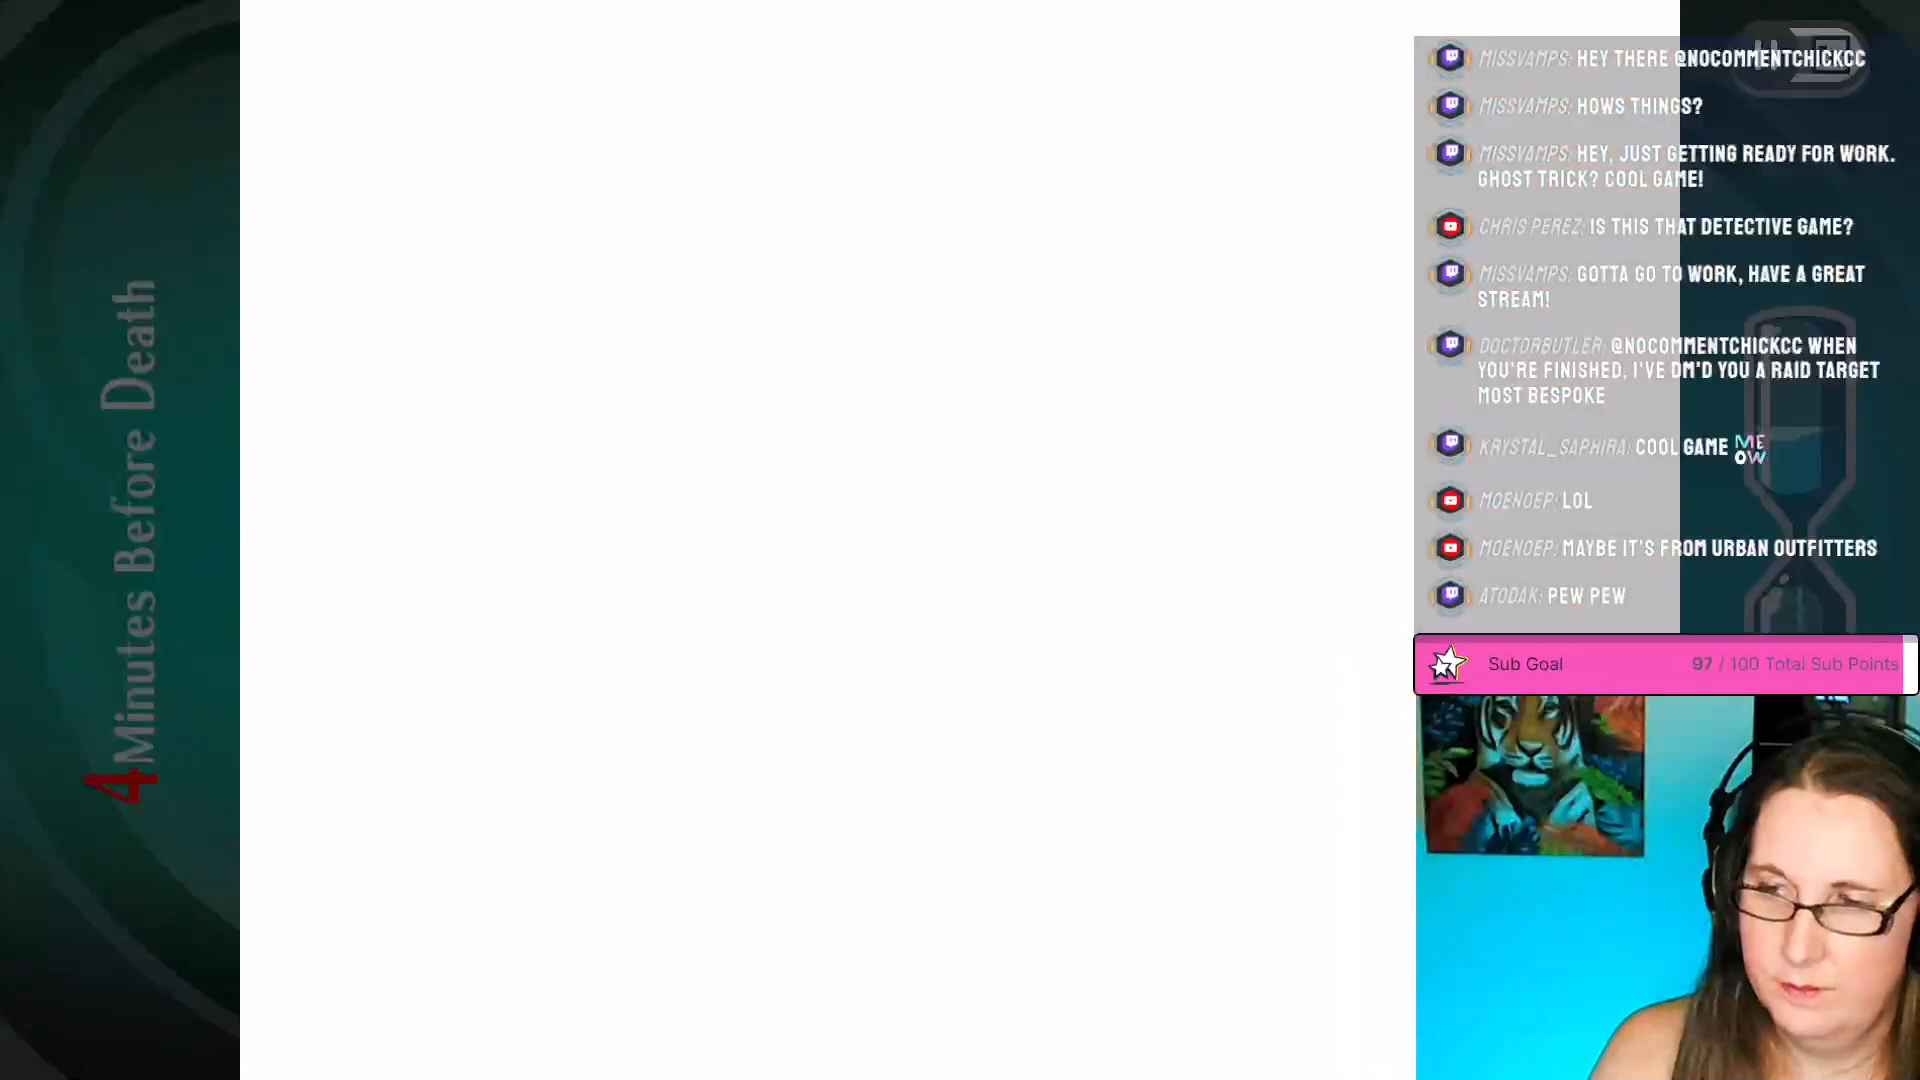 4 Minutes Before Death
MISSVAMPS: HEY THERE @NOCOMMENTCHICKCC
MISSVAMPS: HOWS THINGS?
MISSVAMPS: HEY, JUST GETTING READY FOR WORK.
GHOST TRICK? COOL GAME!
CHRIS PEREZ: IS THIS THAT DETECTIVE GAME?
MISSVAMPS: GOTTA GO TO WORK, HAVE A GREAT
STREAM!
DOCTORBUTLER: @NOCOMMENTCHICKCC WHEN
YOU'RE FINISHED, I'VE DM'D YOU A RAID TARGET
MOST BESPOKE
KRYSTAL_SAPHIRA: COOL GAME ME
OW
MOENOEP: LOL
MOENOEP: MAYBE IT'S FROM URBAN OUTFITTERS
ATODAK: PEW PEW
Sub Goal 97 / 100 Total Sub Points